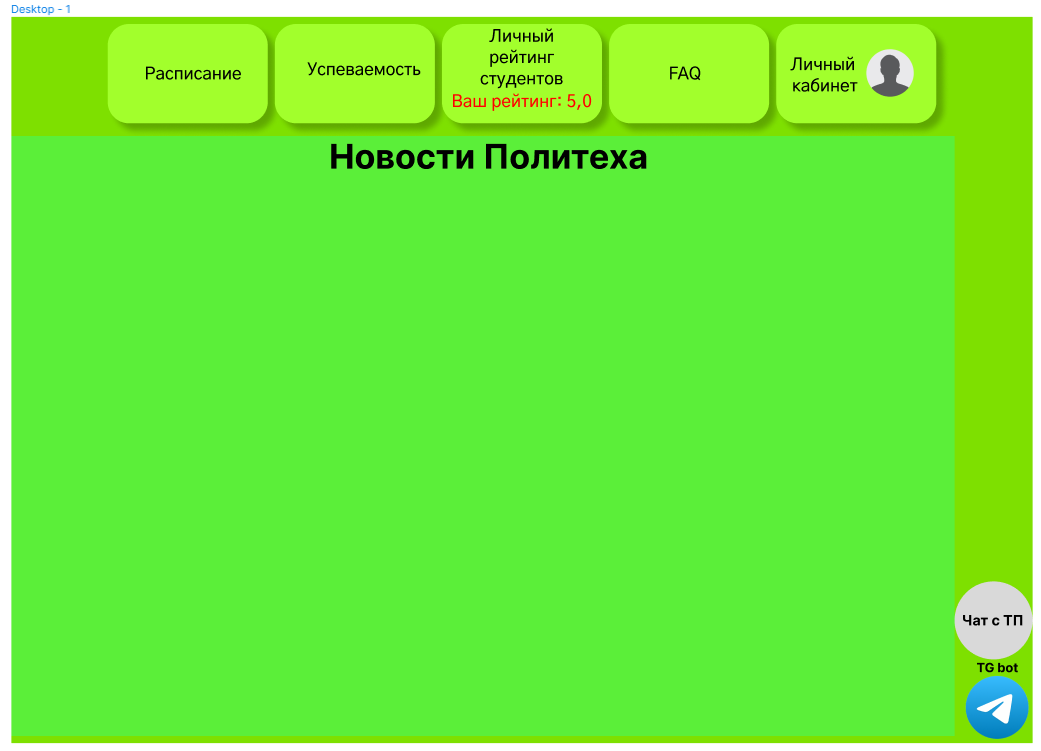 Desktop - 1
Расписание
Успеваемость
Личный
рейтинг
студентов
Ваш рейтинг: 5,0
FAQ
Личный
кабинет
Новости Политеха
Чат с ТП
TG bot